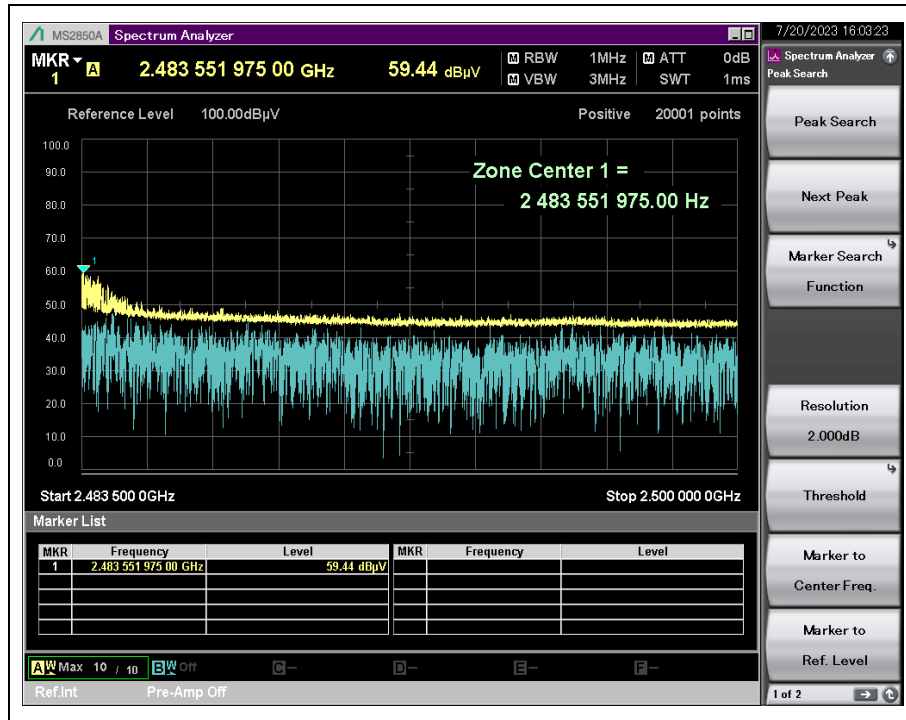 MS2850A Spectrum Analyzer
7/20/2023 16:03:23
MKR 1 A 2.483 551 975 00 GHz 59.44 dBµV
M RBW 1MHz M ATT 0dB
M VBW 3MHz SWT 1ms
Reference Level 100.00dBµV Positive 20001 points
Zone Center 1 =
2 483 551 975.00 Hz
100.0
90.0
80.0
70.0
60.0
50.0
40.0
30.0
20.0
10.0
0.0
1
Start 2.483 500 0GHz Stop 2.500 000 0GHz
Marker List
MKR Frequency Level MKR Frequency Level
1 2.483 551 975 00 GHz 59.44 dBµV
A W Max 10 / 10 B W Off C – D – E – F –
Ref.Int Pre-Amp Off
Spectrum Analyzer
Peak Search
Peak Search
Next Peak
Marker Search
Function
Resolution
2.000dB
Threshold
Marker to
Center Freq.
Marker to
Ref. Level
1 of 2